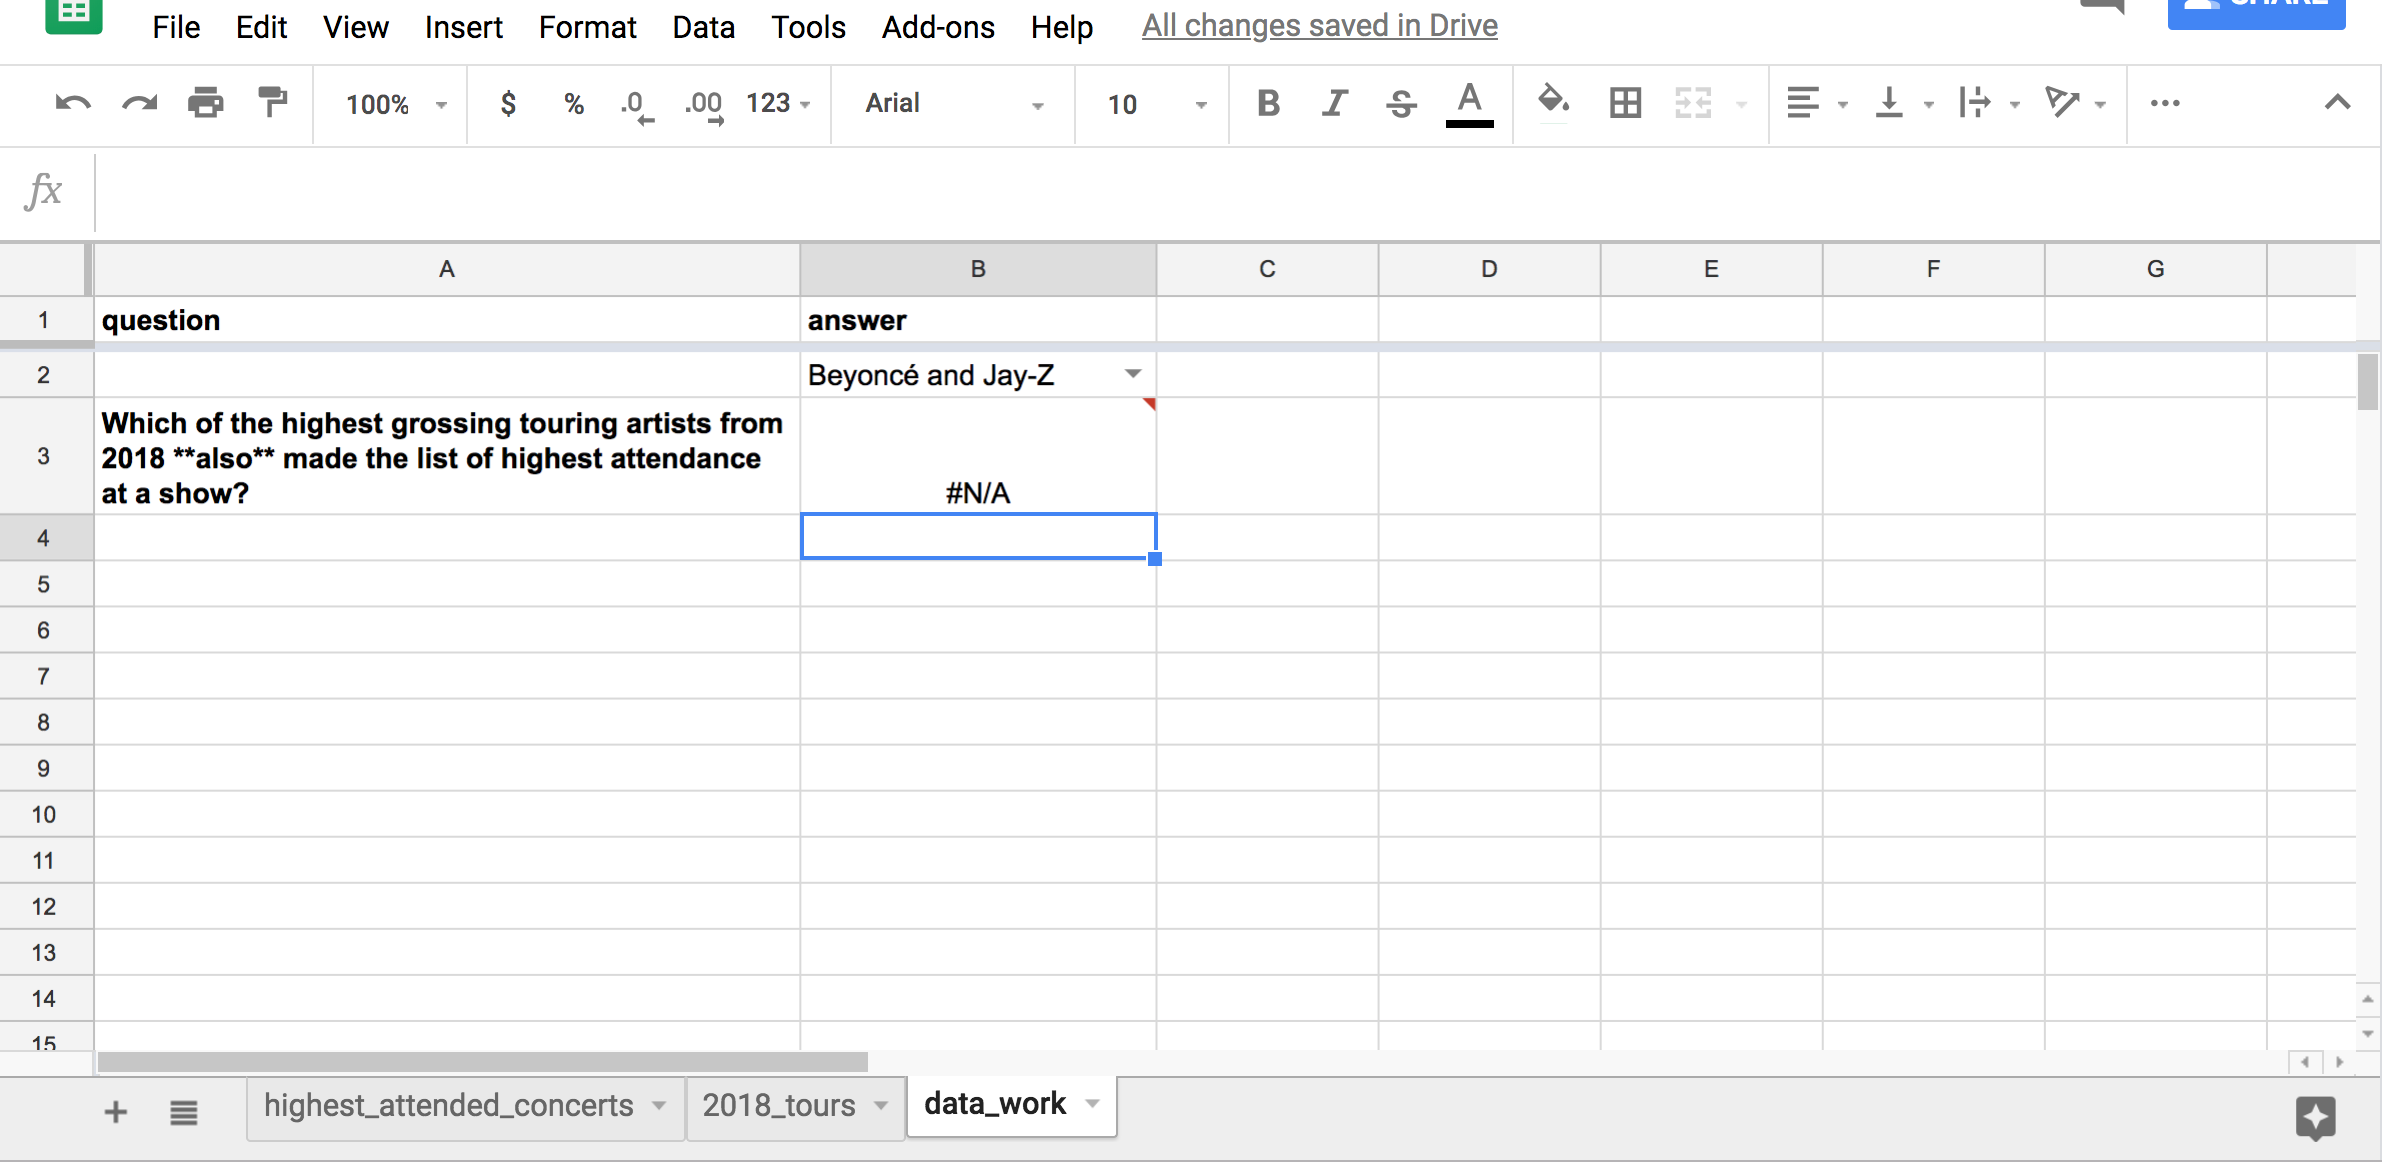 File Edit View Insert Format Data Tools Add-ons Help All changes saved in Drive
100% $ % .0 .00 123 Arial 10 B I S A
fx
A B C D E F G
1 question answer
2 Beyoncé and Jay-Z
3 Which of the highest grossing touring artists from
2018 **also** made the list of highest attendance
at a show? #N/A
4
5
6
7
8
9
10
11
12
13
14
15
highest_attended_concerts 2018_tours data_work